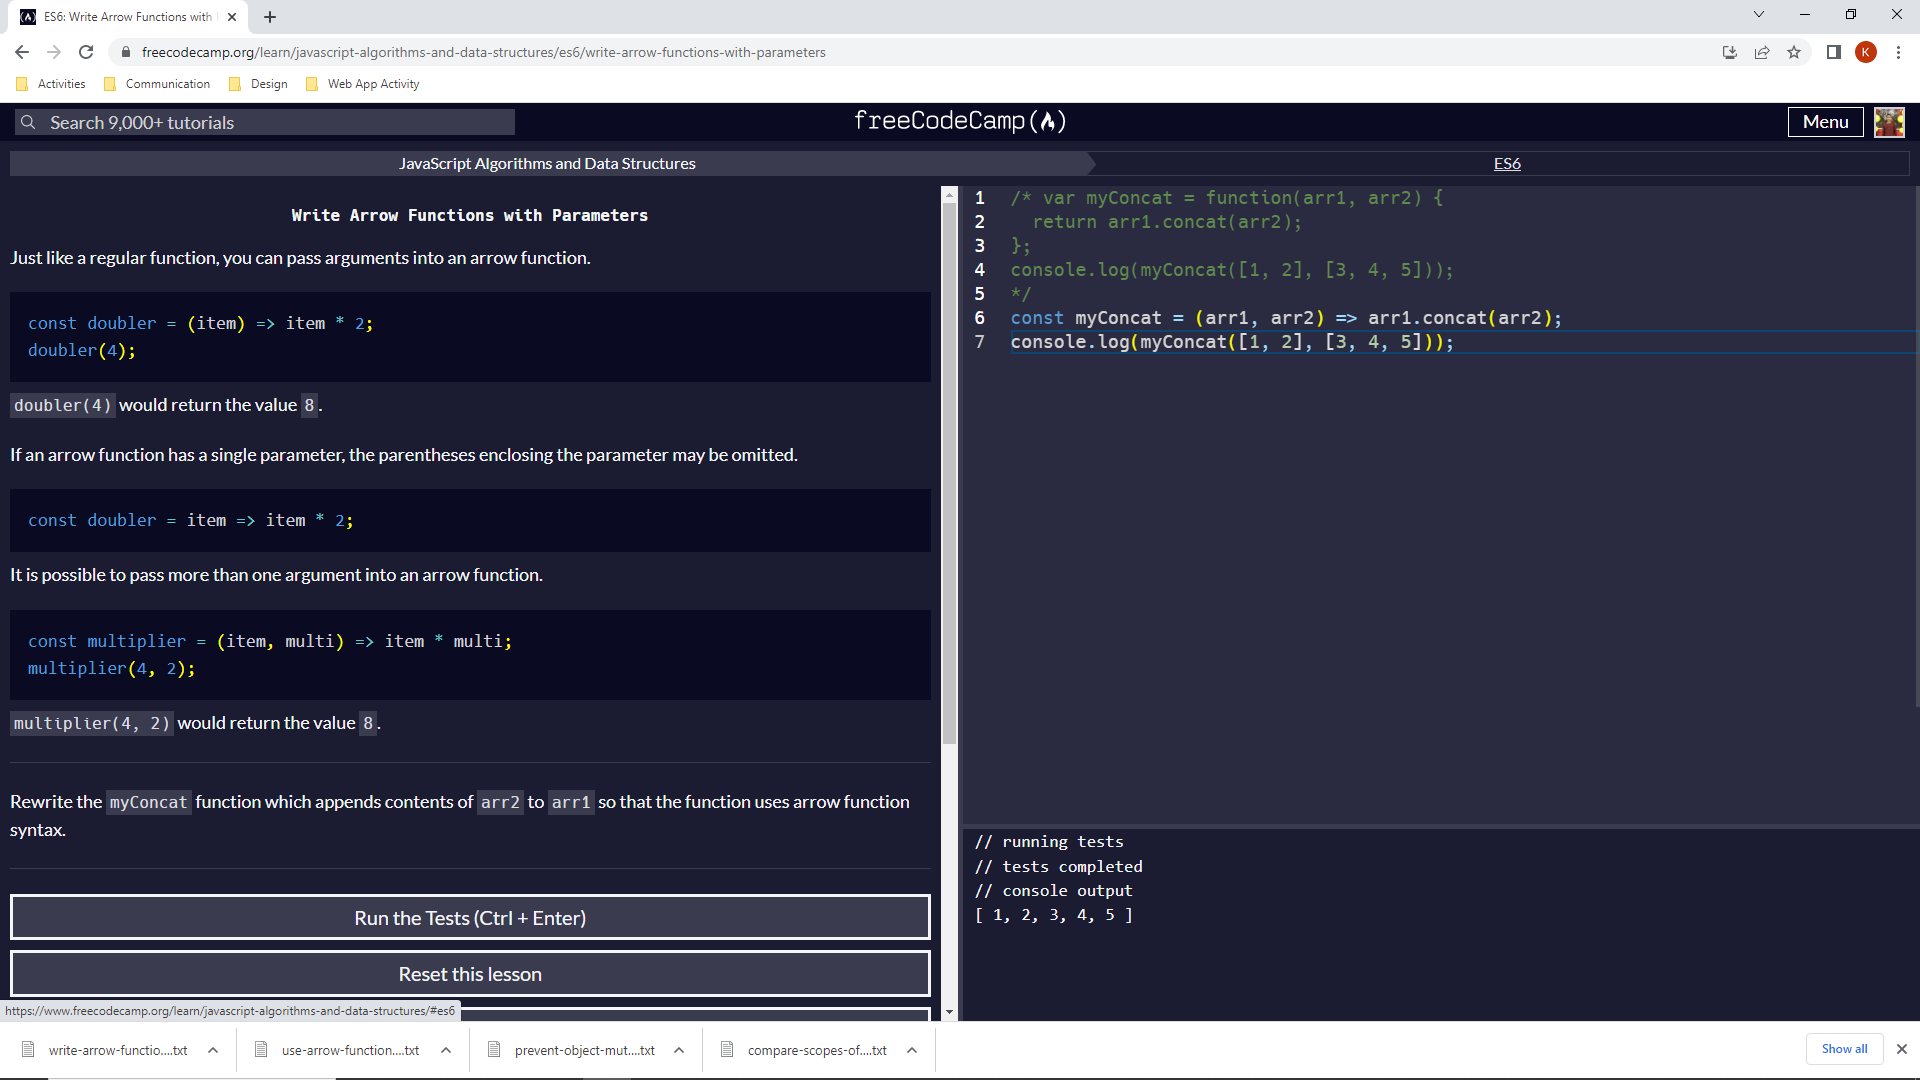 ES6: Write Arrow Functions with
freecodecamp.org/learn/javascript-algorithms-and-data-structures/es6/write-arrow-functions-with-parameters
K
Activities
Communication
Design
Web App Activity
Search 9,000+ tutorials
freeCodeCamp
Menu
JavaScript Algorithms and Data Structures
ES6
Write Arrow Functions with Parameters
Just like a regular function, you can pass arguments into an arrow function.
const doubler = (item) => item * 2;
doubler(4);
doubler(4) would return the value 8.
If an arrow function has a single parameter, the parentheses enclosing the parameter may be omitted.
const doubler = item => item * 2;
It is possible to pass more than one argument into an arrow function.
const multiplier = (item, multi) => item * multi;
multiplier(4, 2);
multiplier(4, 2) would return the value 8.
Rewrite the myConcat function which appends contents of arr2 to arr1 so that the function uses arrow function
syntax.
Run the Tests (Ctrl + Enter)
Reset this lesson
1 /* var myConcat = function(arr1, arr2) {
2 return arr1.concat(arr2);
3 };
4 console.log(myConcat([1, 2], [3, 4, 5]));
5 */
6 const myConcat = (arr1, arr2) => arr1.concat(arr2);
7 console.log(myConcat([1, 2], [3, 4, 5]));
// running tests
// tests completed
// console output
[ 1, 2, 3, 4, 5 ]
https://www.freecodecamp.org/learn/javascript-algorithms-and-data-structures/#es6
write-arrow-functio....txt
use-arrow-function....txt
prevent-object-mut....txt
compare-scopes-of....txt
Show all